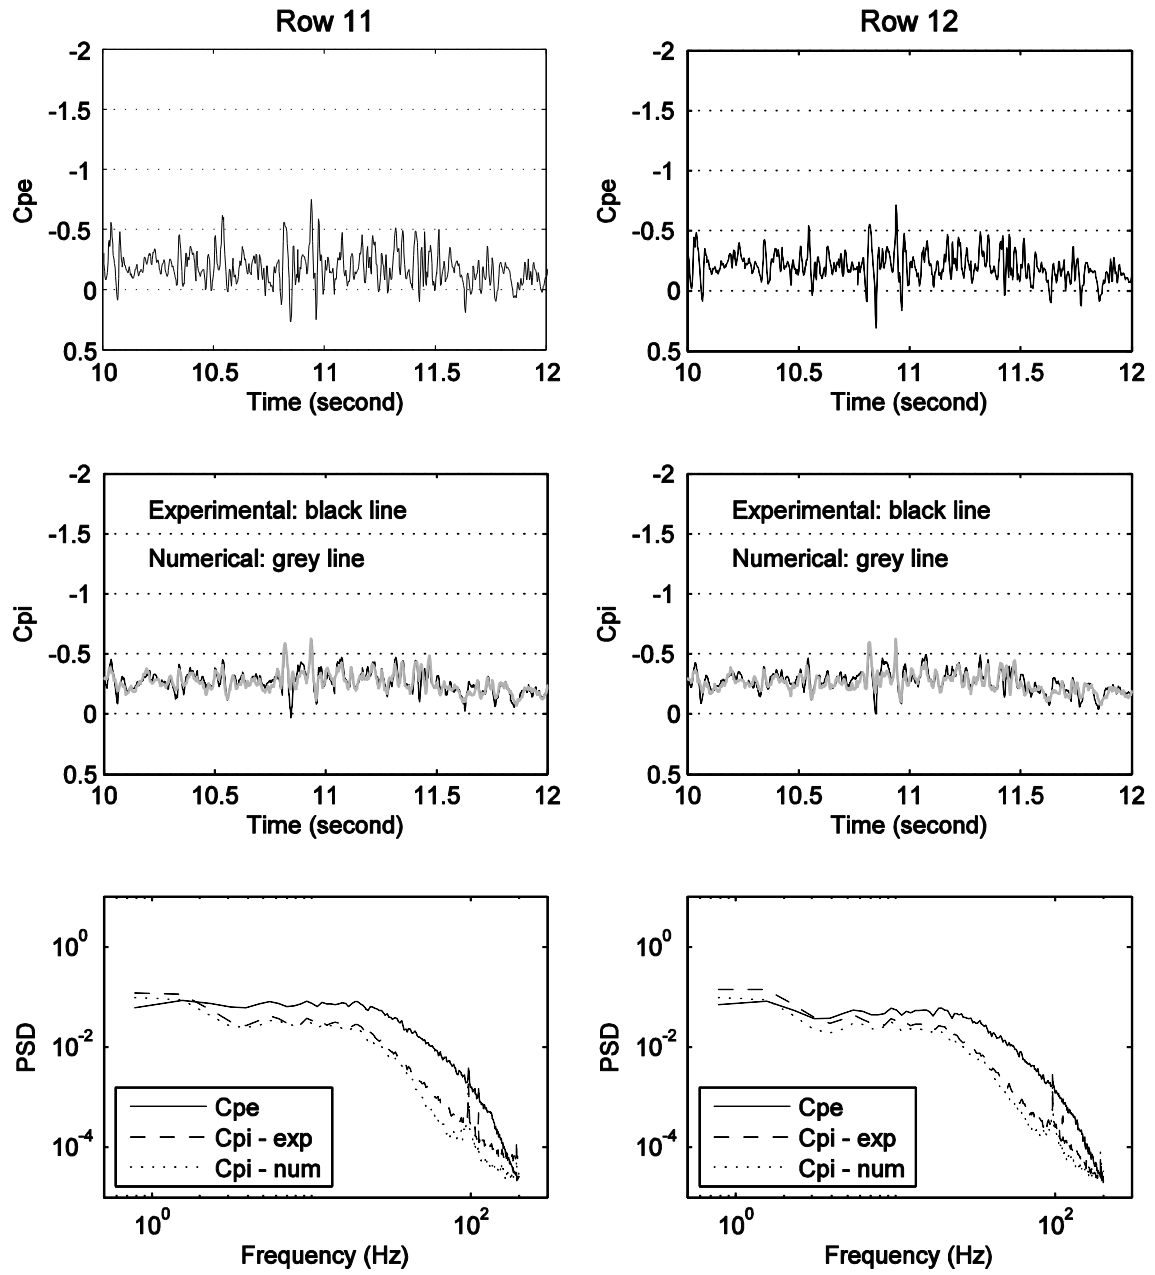 Row 11
-2
-1.5
-1
-0.5
0
0.5
Cpe
10 10.5 11 11.5 12
Time (second)
Row 12
-2
-1.5
-1
-0.5
0
0.5
Cpe
10 10.5 11 11.5 12
Time (second)
-2
-1.5
-1
-0.5
0
0.5
Cpi
Experimental: black line
Numerical: grey line
10 10.5 11 11.5 12
Time (second)
-2
-1.5
-1
-0.5
0
0.5
Cpi
Experimental: black line
Numerical: grey line
10 10.5 11 11.5 12
Time (second)
10^0
10^-2
10^-4
PSD
Cpe
Cpi - exp
Cpi - num
10^0 10^2
Frequency (Hz)
10^0
10^-2
10^-4
PSD
Cpe
Cpi - exp
Cpi - num
10^0 10^2
Frequency (Hz)